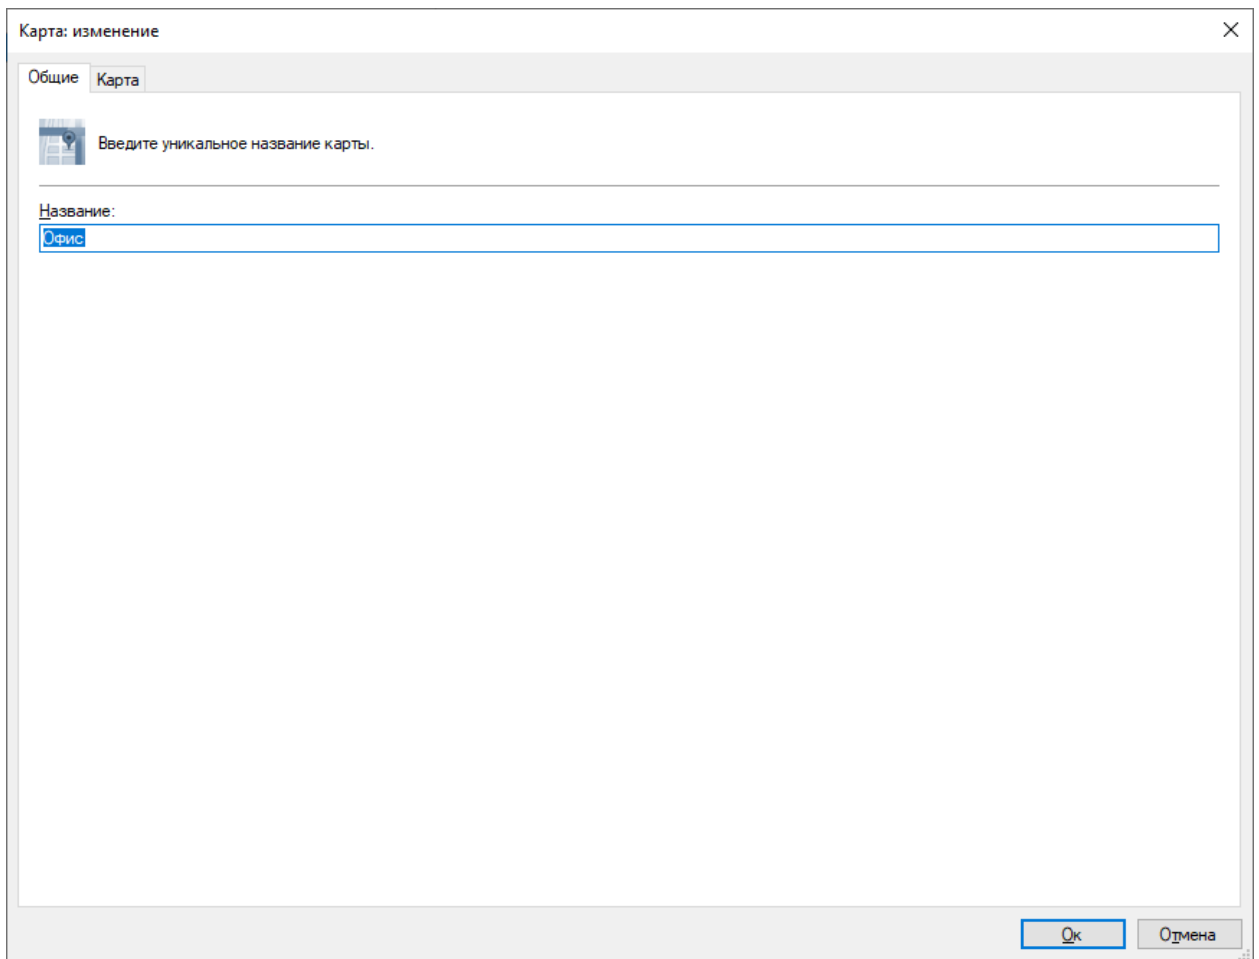 Карта: изменение
Общие Карта
Введите уникальное название карты.
Название:
Офис
Ок Отмена